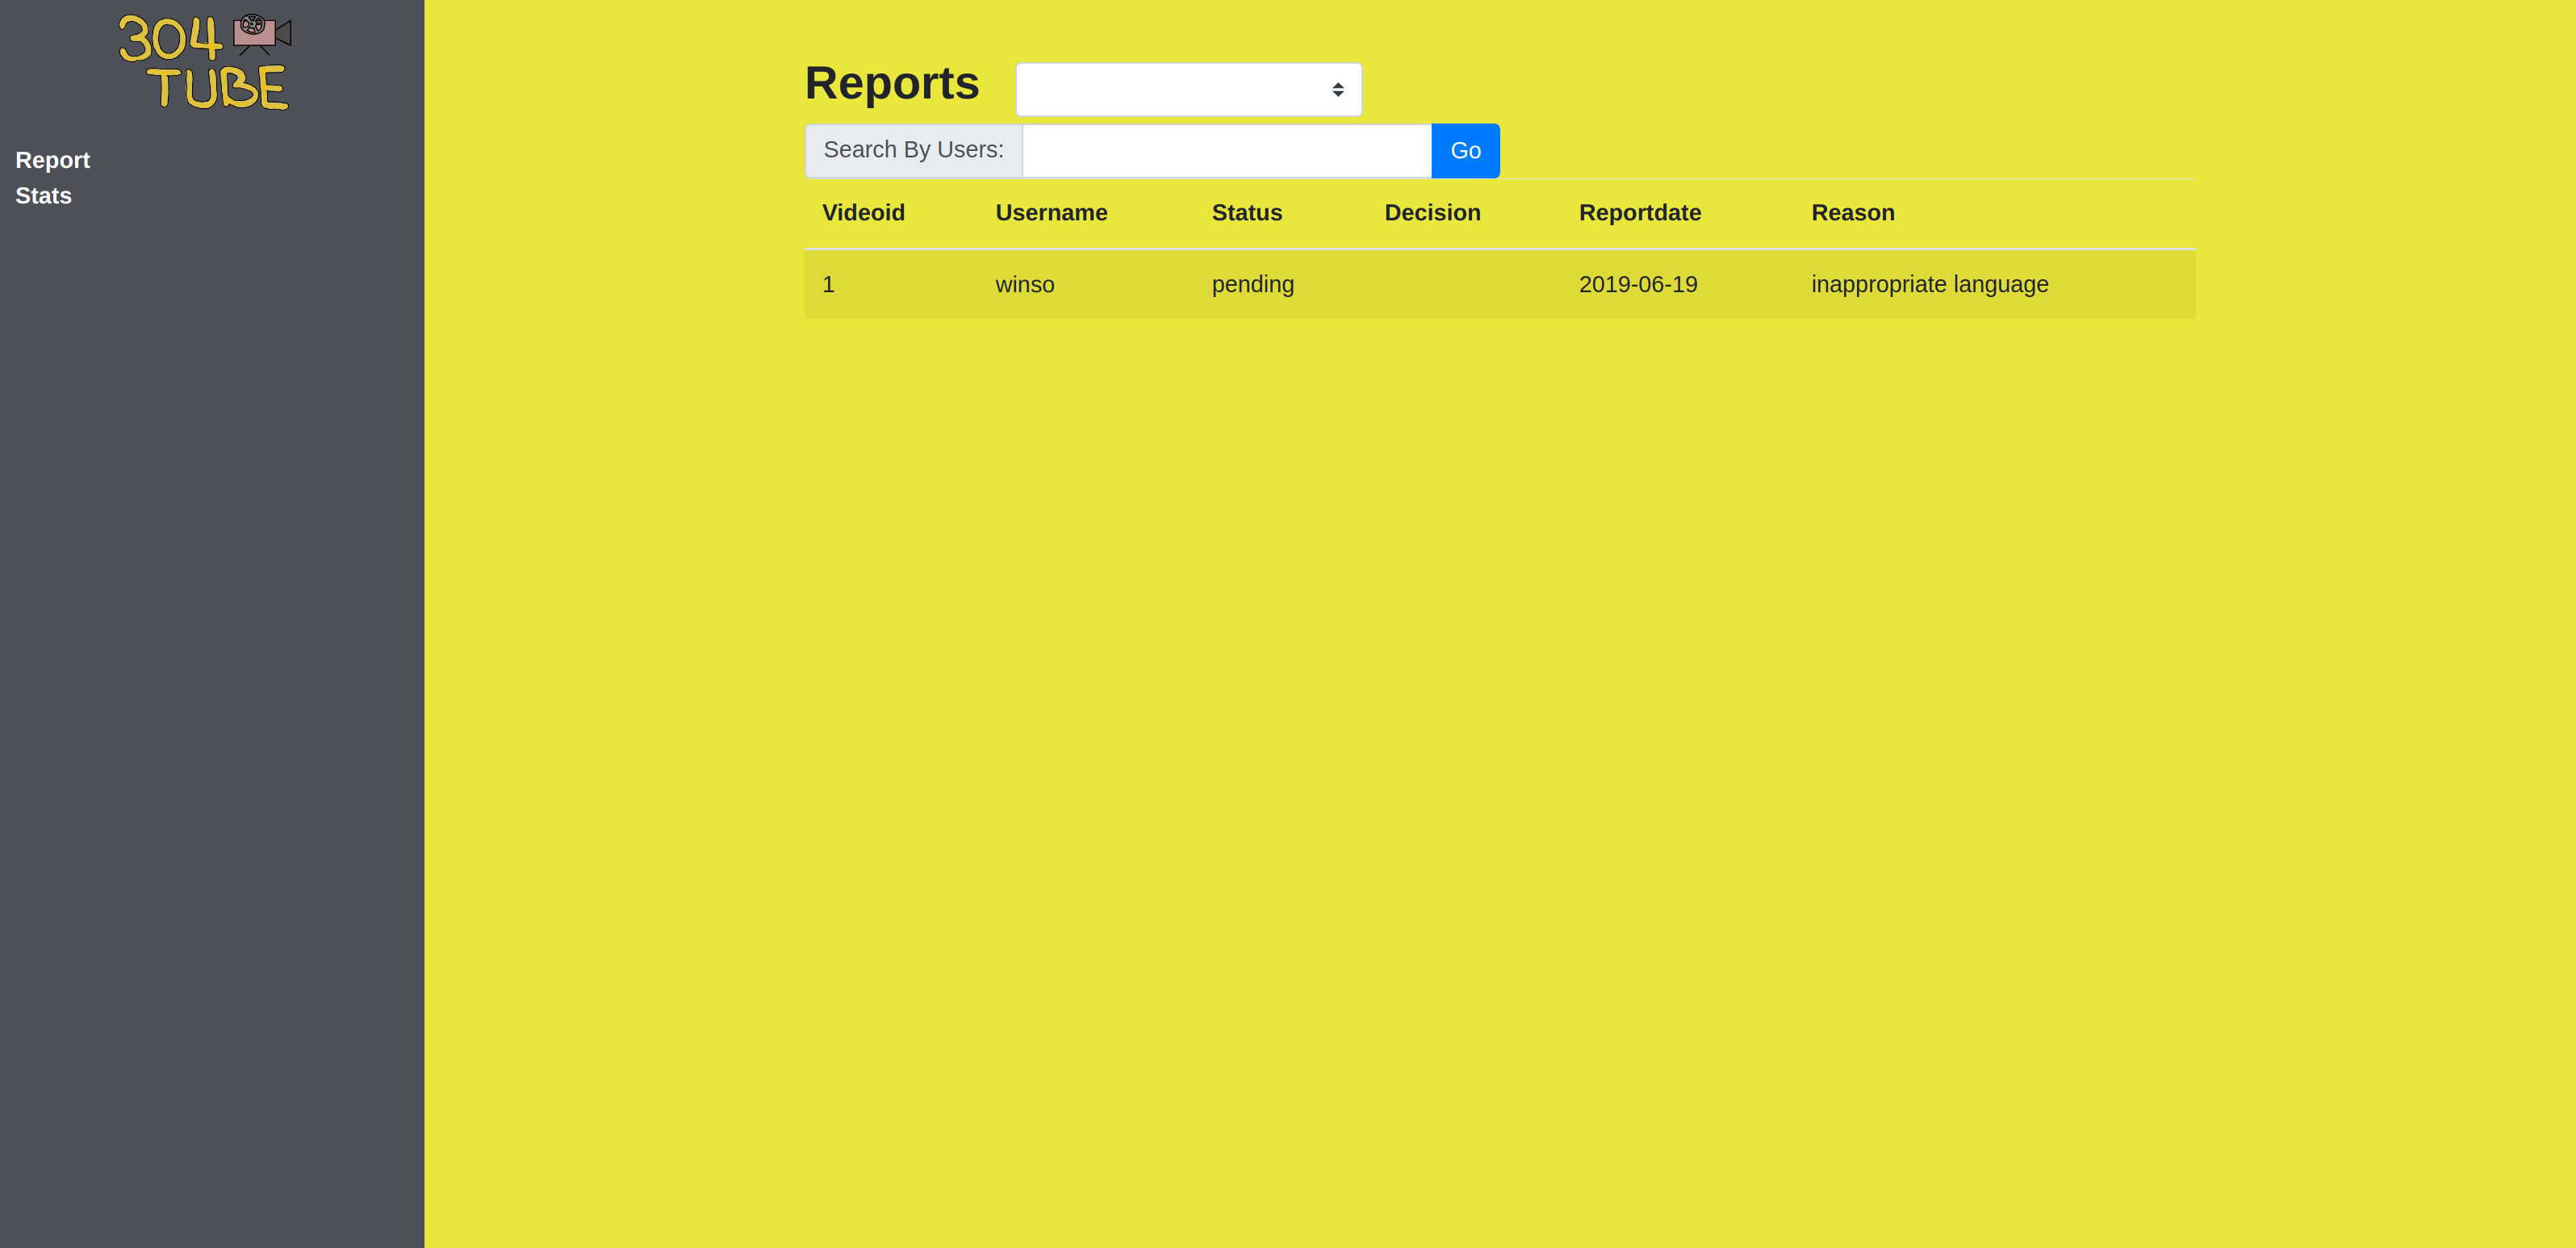 304
TUBE
Report
Stats
Reports
Search By Users: Go
Videoid Username Status Decision Reportdate Reason
1 winso pending 2019-06-19 inappropriate language